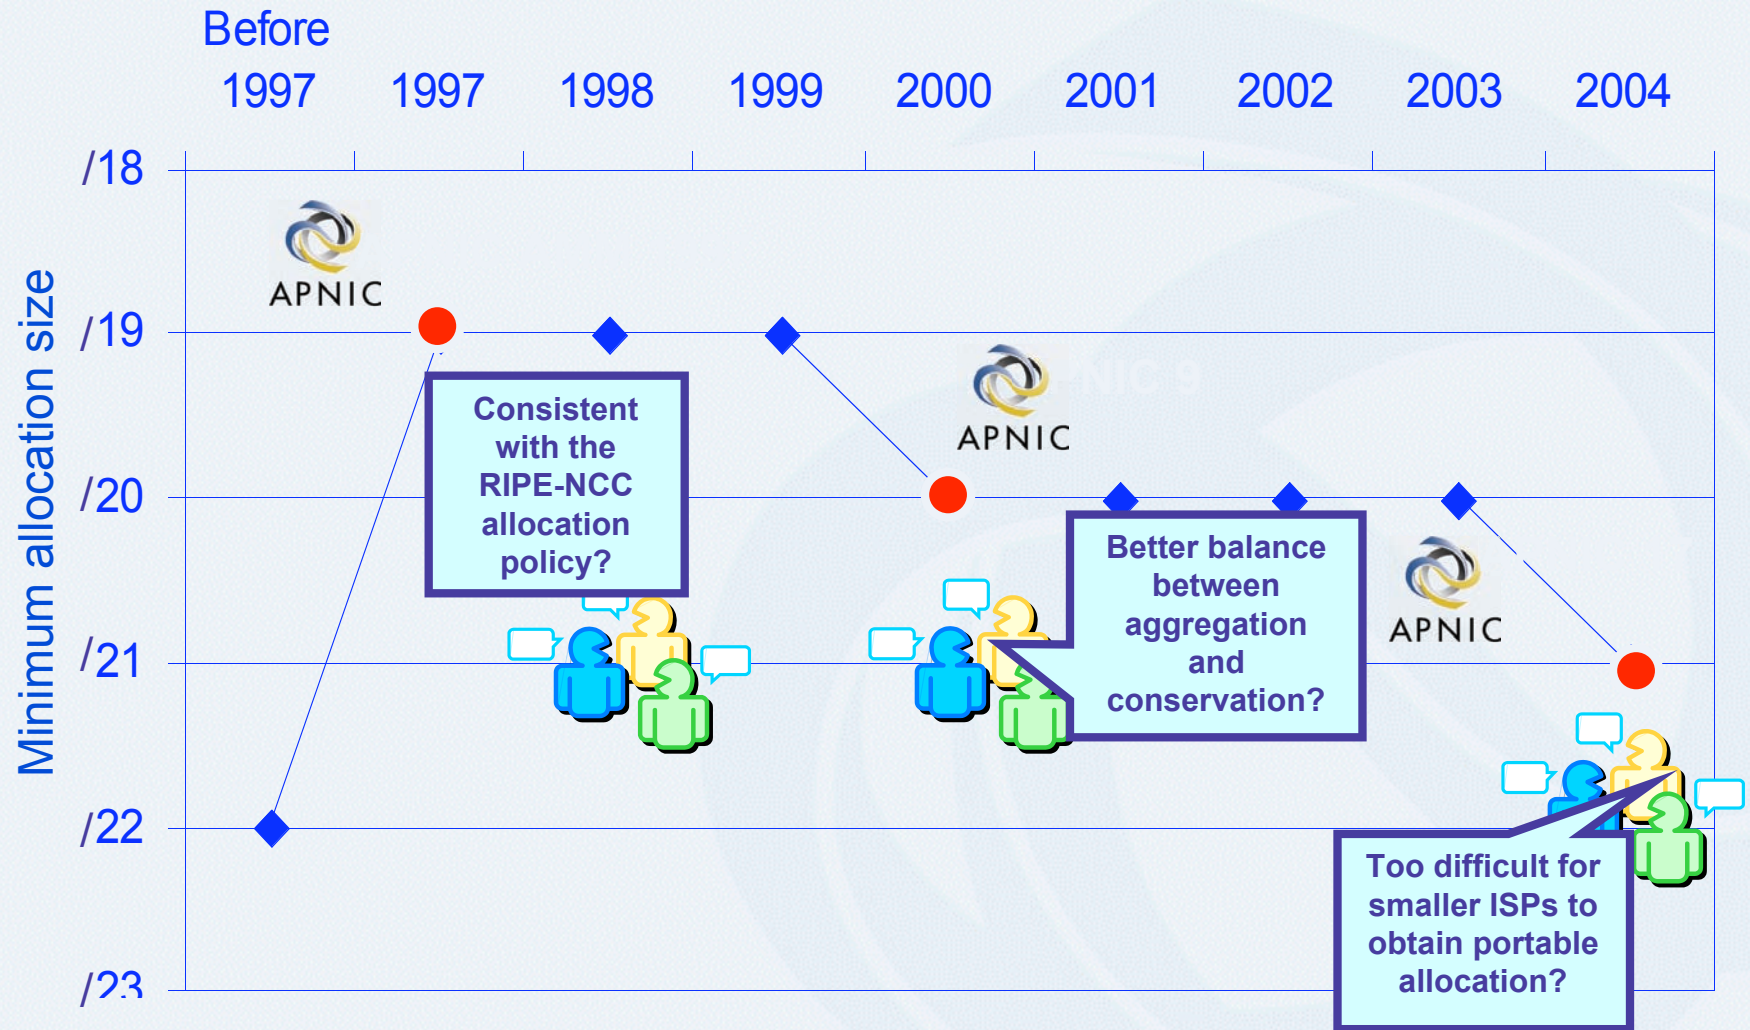 Before
1997 1997 1998 1999 2000 2001 2002 2003 2004
Minimum allocation size
/18
/19
/20
/21
/22
/23
APNIC
APNIC
NIC 9
APNIC
Consistent
with the
RIPE-NCC
allocation
policy?
Better balance
between
aggregation
and
conservation?
Too difficult for
smaller ISPs to
obtain portable
allocation?